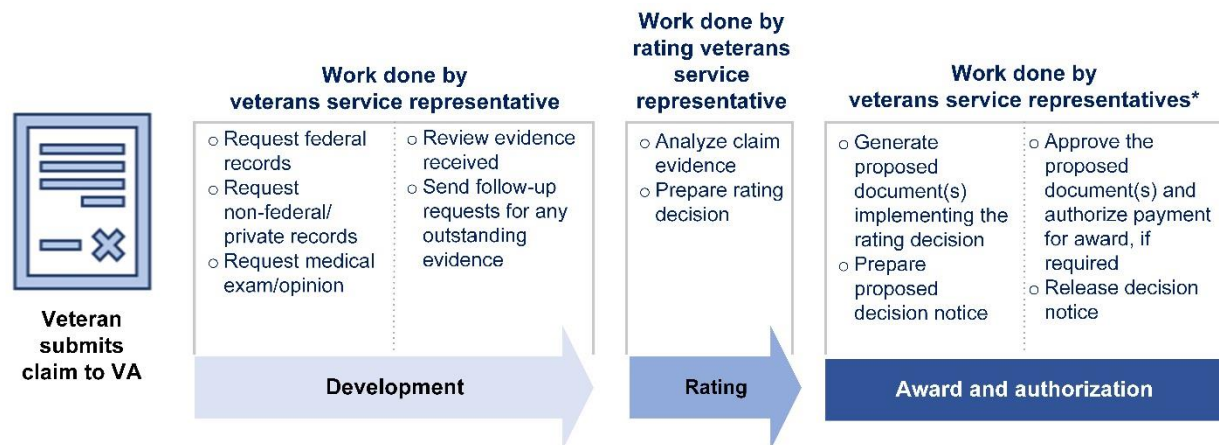 Veteran
submits
claim to VA
Work done by
veterans service representative
o Request federal
records
o Request
non-federal/
private records
o Request medical
exam/opinion
o Review evidence
received
o Send follow-up
requests for any
outstanding
evidence
Development
Work done by
rating veterans
service
representative
o Analyze claim
evidence
o Prepare rating
decision
Rating
Work done by
veterans service representatives*
o Generate
proposed
document(s)
implementing the
rating decision
o Prepare
proposed
decision notice
o Approve the
proposed
document(s) and
authorize payment
for award, if
required
o Release decision
notice
Award and authorization